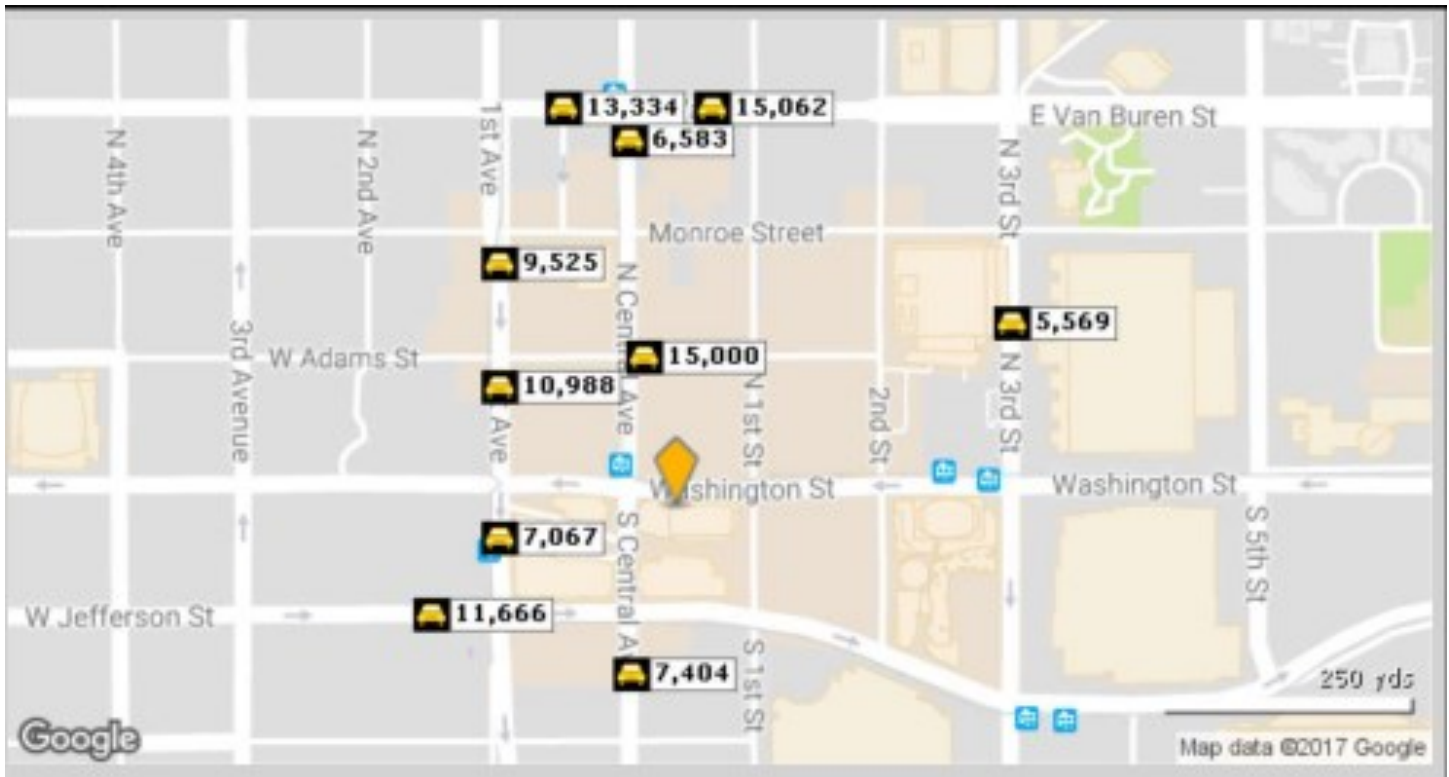 13,334
15,062
6,583
E Van Buren St
1st Ave
N 4th Ave
N 2nd Ave
N 3rd St
Monroe Street
9,525
N Central Ave
5,569
3rd Avenue
W Adams St
15,000
10,988
N 1st St
2nd St
N 3rd St
Ave
Washington St
Washington St
7,067
S Central Av
S 5th St
W Jefferson St
11,666
7,404
S 1st St
250 yds
Google
Map data ©2017 Google